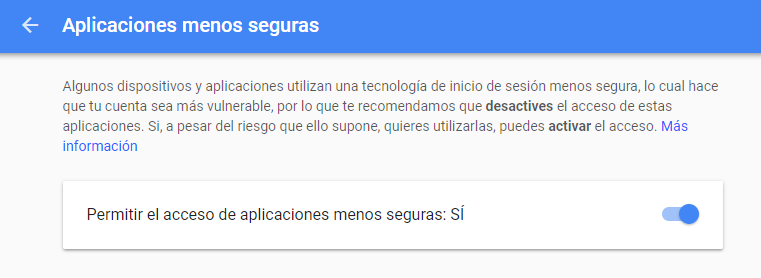 Aplicaciones menos seguras
Algunos dispositivos y aplicaciones utilizan una tecnología de inicio de sesión menos segura, lo cual hace
que tu cuenta sea más vulnerable, por lo que te recomendamos que desactives el acceso de estas
aplicaciones. Si, a pesar del riesgo que ello supone, quieres utilizarlas, puedes activar el acceso. Más
información
Permitir el acceso de aplicaciones menos seguras: SÍ